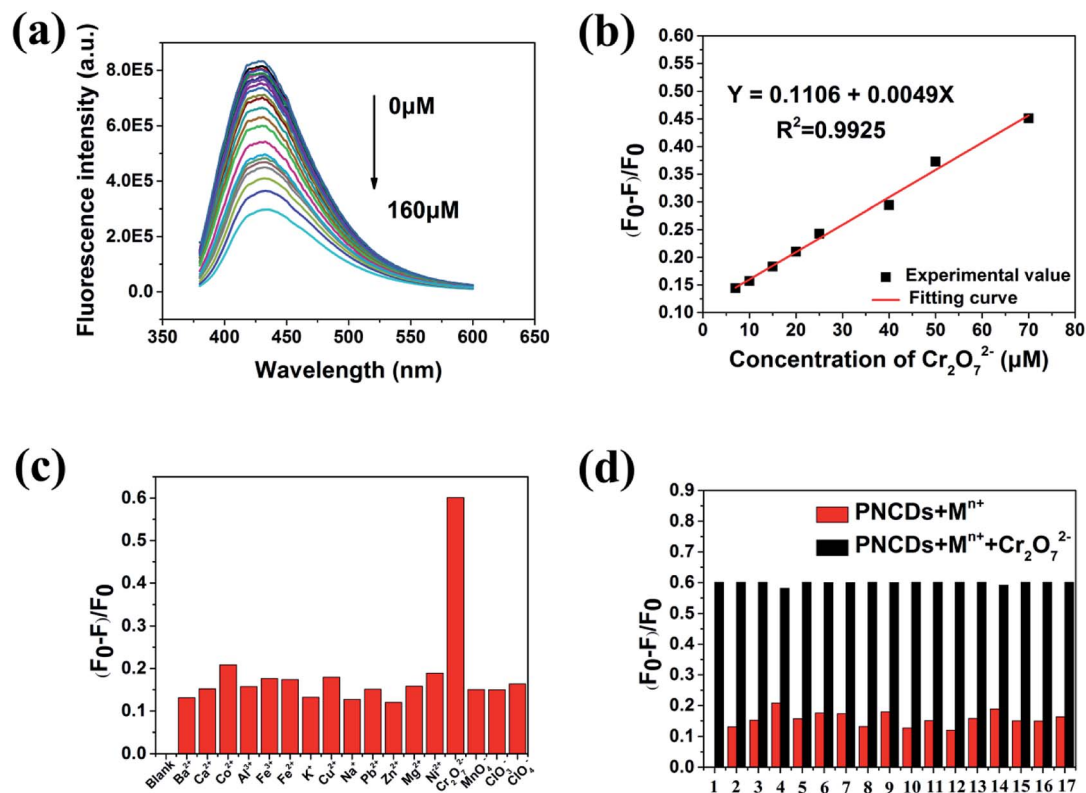 (a)
Fluorescence intensity (a.u.)
8.0E5
6.0E5
4.0E5
2.0E5
0.0
0μM
160μM
350 400 450 500 550 600 650
Wavelength (nm)
(b)
(F₀-F)/F₀
0.60
0.55
0.50
0.45
0.40
0.35
0.30
0.25
0.20
0.15
0.10
Y = 0.1106 + 0.0049X
R²=0.9925
Experimental value
Fitting curve
0 10 20 30 40 50 60 70 80
Concentration of Cr₂O₇²⁻ (μM)
(c)
(F₀-F)/F₀
0.6
0.5
0.4
0.3
0.2
0.1
0.0
Blank Ba²⁺ Ca²⁺ Co²⁺ Al³⁺ Fe³⁺ Fe²⁺ K⁺ Cu²⁺ Na⁺ Pb²⁺ Zn²⁺ Mg²⁺ Ni²⁺ Cr₂O₇²⁻ MnO₄⁻ ClO⁻ ClO₄⁻
(d)
(F₀-F)/F₀
0.9
0.8
0.7
0.6
0.5
0.4
0.3
0.2
0.1
0.0
PNCDs+Mⁿ⁺
PNCDs+Mⁿ⁺+Cr₂O₇²⁻
1 2 3 4 5 6 7 8 9 10 11 12 13 14 15 16 17